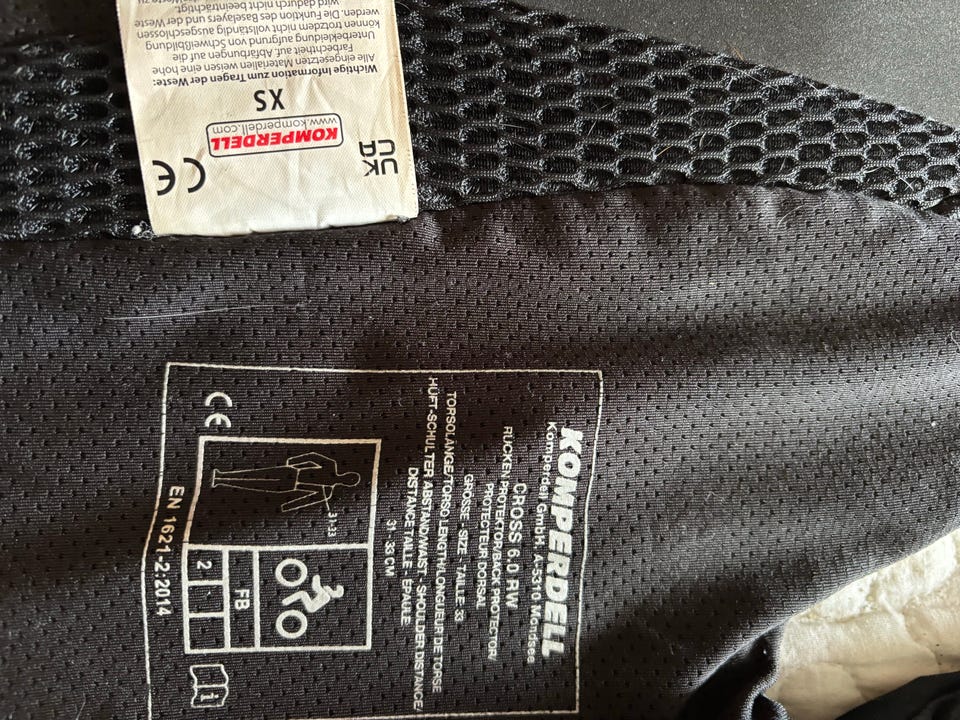 UK
CA
CE
KOMPERDELL
www.komperdell.com
XS
Wichtige Information zum Tragen der Weste:
Alle eingesetzten Materialien weisen eine hohe
Farbechtheit auf, Abfärbungen auf die
Unterbekleidung aufgrund von Schweißbildung
können trotzdem nicht vollständig ausgeschlossen
werden. Die Funktion des Baselayers und der Weste
wird dadurch nicht beeinträchtigt.
KOMPERDELL
Komperdell GmbH, A-5310 Mondsee
CROSS 6.0 RW
RÜCKENPROTEKTOR/BACK PROTECTOR/
PROTECTEUR DORSAL
GRÖSSE - SIZE - TAILLE: 53
TORSOLÄNGE/TORSO LENGTH/LONGUEUR DE TORSE
HÜFT-SCHULTER ABSTAND/WAIST - SHOULDER DISTANCE/
DISTANCE TAILLE - ÉPAULE
31 - 33 CM
31-33
FB
2
CE
EN 1621-2:2014
i